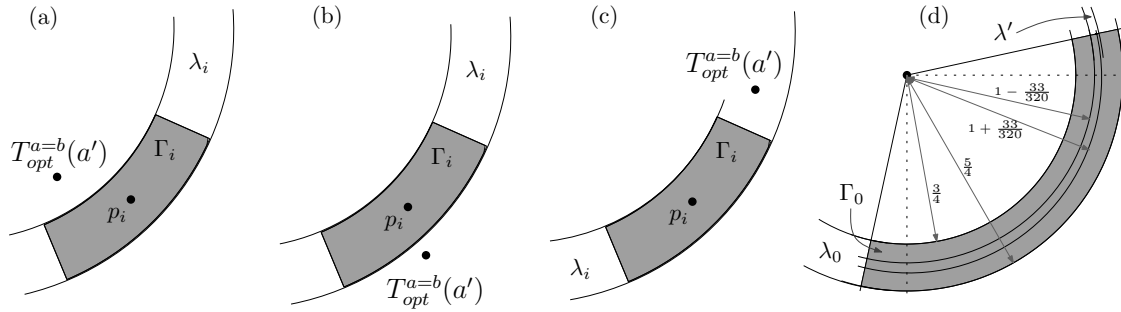 (a)
λ_i
Γ_i
T_{opt}^{a=b}(a')
p_i
(b)
λ_i
Γ_i
p_i
T_{opt}^{a=b}(a')
(c)
T_{opt}^{a=b}(a')
Γ_i
p_i
λ_i
(d)
λ'
1 − 33/320
1 + 33/320
5/4
3/4
Γ_0
λ_0